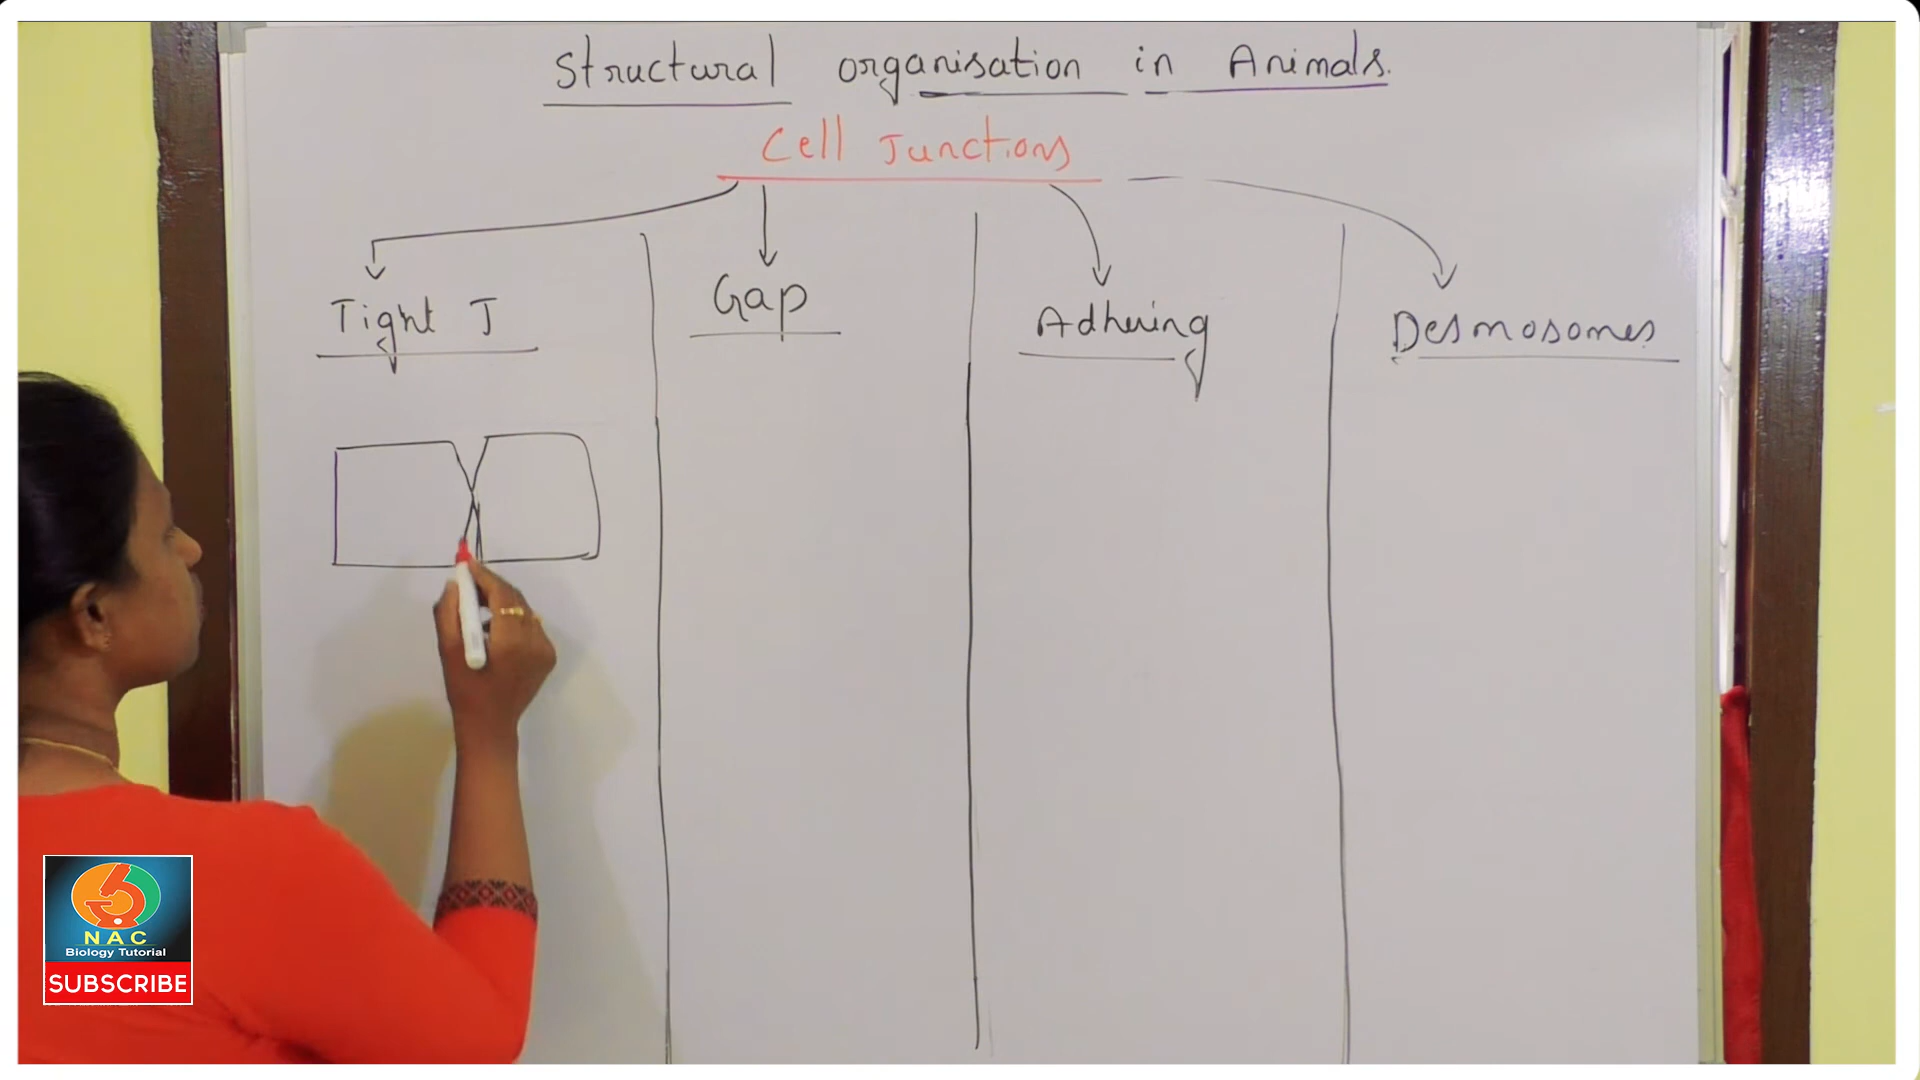 Structural organisation in Animals.
Cell Junctions
Tight J
Gap
Adhering
Desmosomes
NAC
Biology Tutorial
SUBSCRIBE